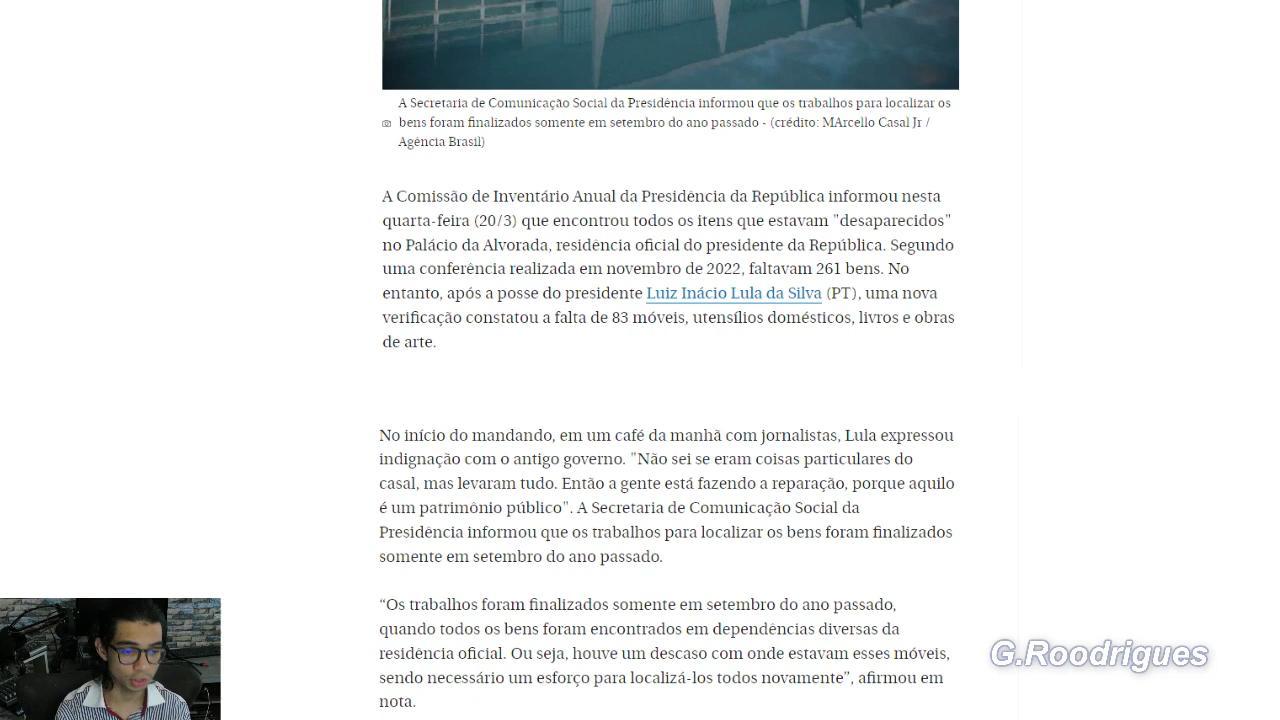 A Secretaria de Comunicação Social da Presidência informou que os trabalhos para localizar os
bens foram finalizados somente em setembro do ano passado - (crédito: MArcello Casal Jr /
Agência Brasil)
A Comissão de Inventário Anual da Presidência da República informou nesta
quarta-feira (20/3) que encontrou todos os itens que estavam "desaparecidos"
no Palácio da Alvorada, residência oficial do presidente da República. Segundo
uma conferência realizada em novembro de 2022, faltavam 261 bens. No
entanto, após a posse do presidente Luiz Inácio Lula da Silva (PT), uma nova
verificação constatou a falta de 83 móveis, utensílios domésticos, livros e obras
de arte.
No início do mandando, em um café da manhã com jornalistas, Lula expressou
indignação com o antigo governo. "Não sei se eram coisas particulares do
casal, mas levaram tudo. Então a gente está fazendo a reparação, porque aquilo
é um patrimônio público". A Secretaria de Comunicação Social da
Presidência informou que os trabalhos para localizar os bens foram finalizados
somente em setembro do ano passado.
“Os trabalhos foram finalizados somente em setembro do ano passado,
quando todos os bens foram encontrados em dependências diversas da
residência oficial. Ou seja, houve um descaso com onde estavam esses móveis,
sendo necessário um esforço para localizá-los todos novamente”, afirmou em
nota.
G.Roodrigues